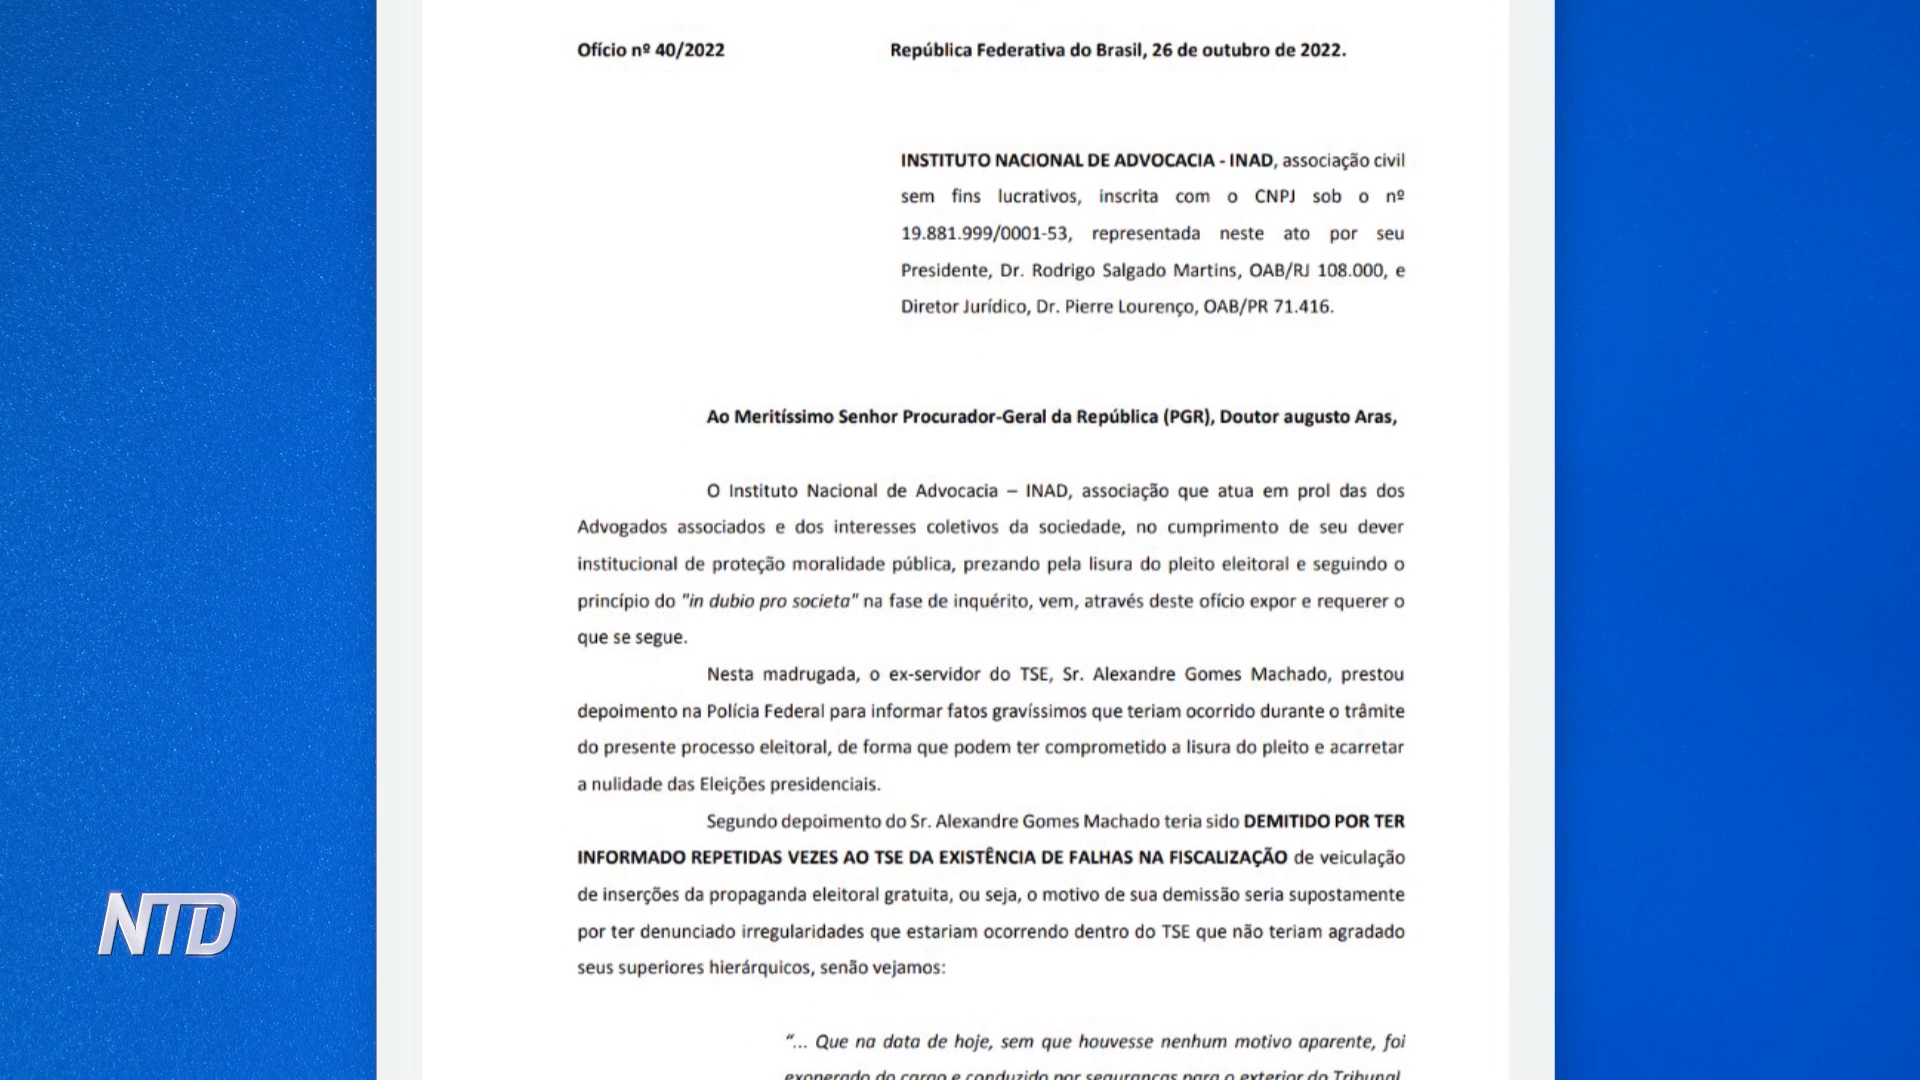 Ofício nº 40/2022 República Federativa do Brasil, 26 de outubro de 2022.
INSTITUTO NACIONAL DE ADVOCACIA - INAD, associação civil
sem fins lucrativos, inscrita com o CNPJ sob o nº
19.881.999/0001-53, representada neste ato por seu
Presidente, Dr. Rodrigo Salgado Martins, OAB/RJ 108.000, e
Diretor Jurídico, Dr. Pierre Lourenço, OAB/PR 71.416.
Ao Meritíssimo Senhor Procurador-Geral da República (PGR), Doutor augusto Aras,
O Instituto Nacional de Advocacia – INAD, associação que atua em prol das dos
Advogados associados e dos interesses coletivos da sociedade, no cumprimento de seu dever
institucional de proteção moralidade pública, prezando pela lisura do pleito eleitoral e seguindo o
princípio do "in dubio pro societa" na fase de inquérito, vem, através deste ofício expor e requerer o
que se segue.
Nesta madrugada, o ex-servidor do TSE, Sr. Alexandre Gomes Machado, prestou
depoimento na Polícia Federal para informar fatos gravíssimos que teriam ocorrido durante o trâmite
do presente processo eleitoral, de forma que podem ter comprometido a lisura do pleito e acarretar
a nulidade das Eleições presidenciais.
Segundo depoimento do Sr. Alexandre Gomes Machado teria sido DEMITIDO POR TER
INFORMADO REPETIDAS VEZES AO TSE DA EXISTÊNCIA DE FALHAS NA FISCALIZAÇÃO de veiculação
de inserções da propaganda eleitoral gratuita, ou seja, o motivo de sua demissão seria supostamente
por ter denunciado irregularidades que estariam ocorrendo dentro do TSE que não teriam agradado
seus superiores hierárquicos, senão vejamos:
“... Que na data de hoje, sem que houvesse nenhum motivo aparente, foi
exonerado do cargo e conduzido por seguranças para o exterior do Tribunal,
NTD